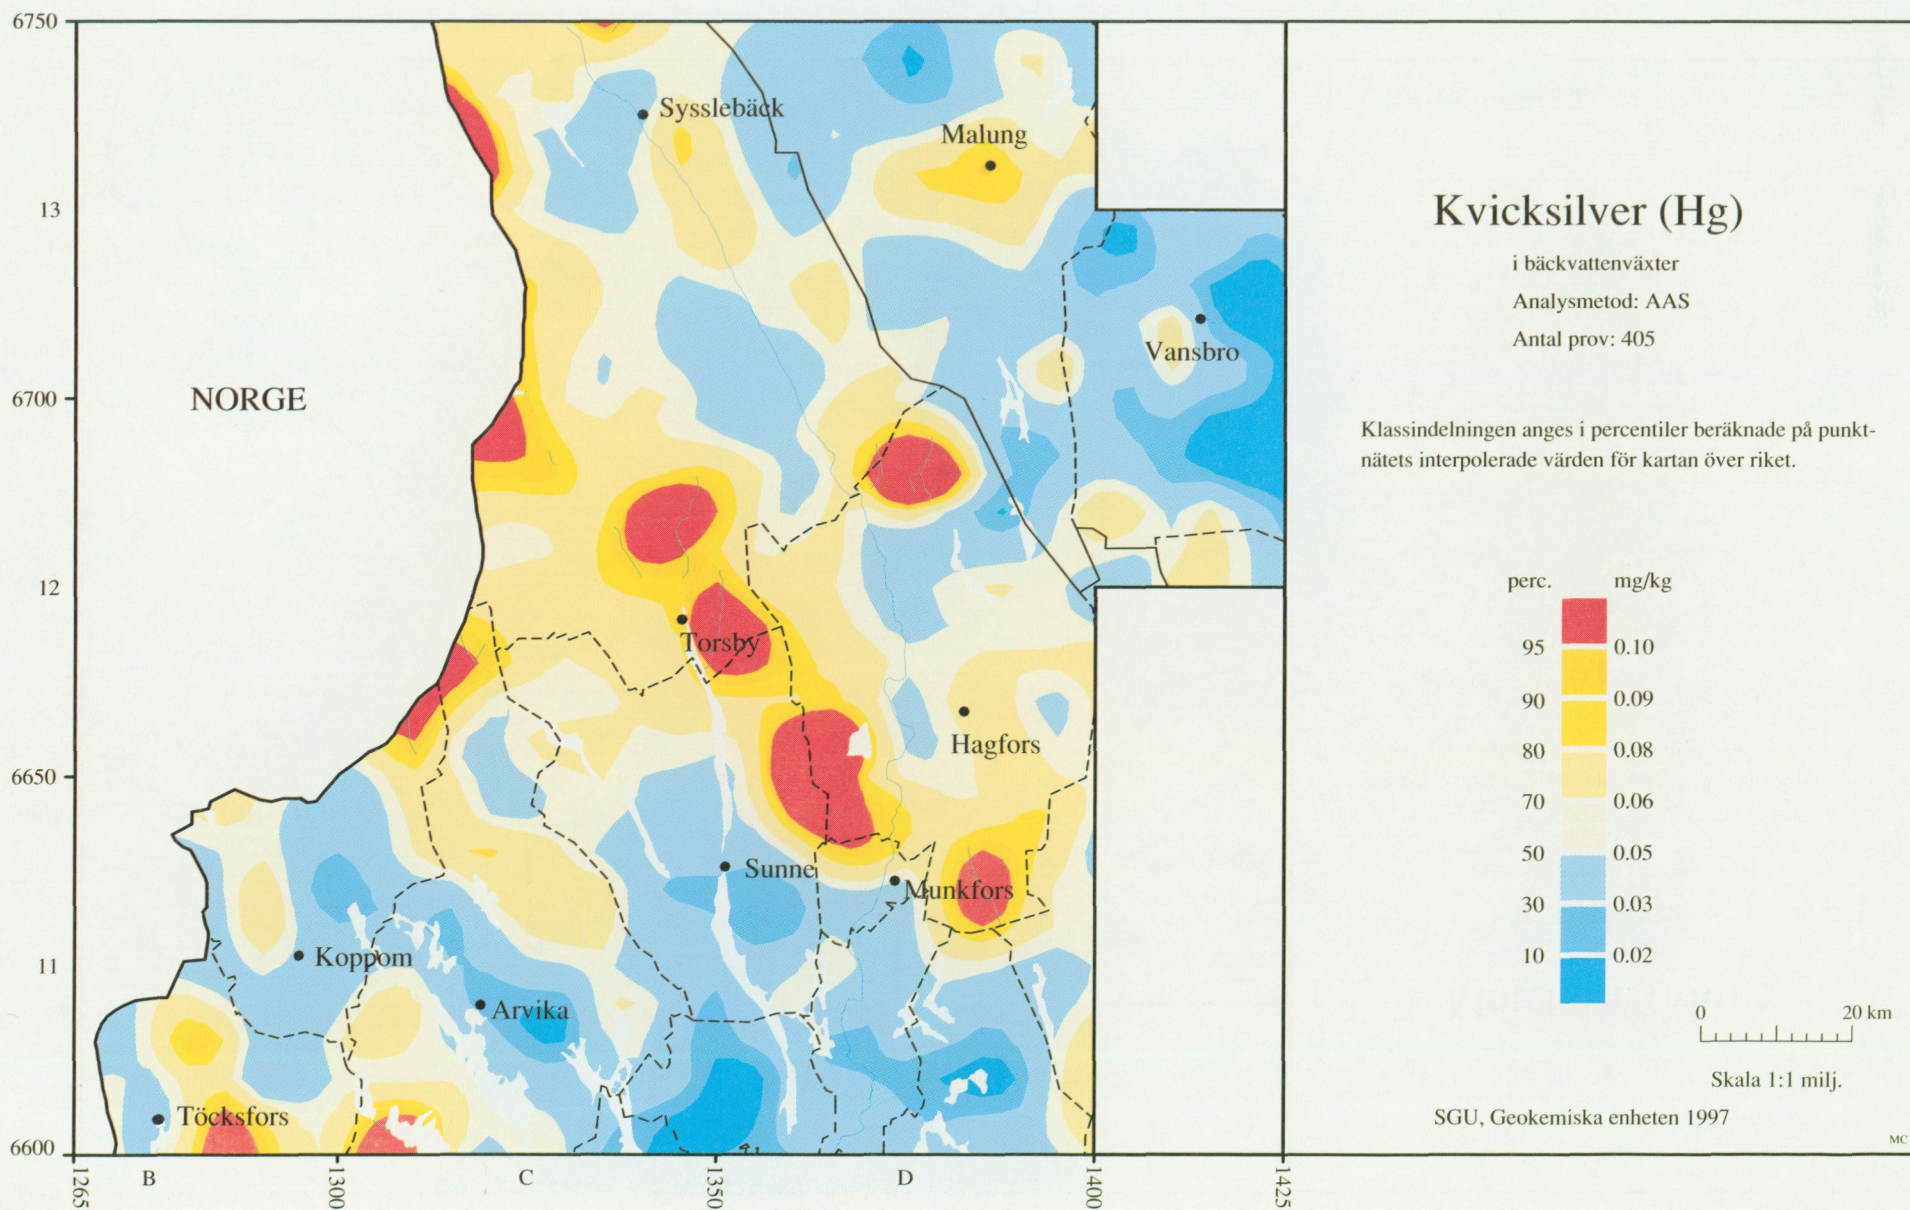 6750
13
6700
12
6650
11
6600
1265
B
1300
C
1350
D
1400
1425
NORGE
Sysslebäck
Malung
Vansbro
Torsby
Hagfors
Sunne
Munkfors
Koppom
Arvika
Töcksfors
Kvicksilver (Hg)
i bäckvattenväxter
Analysmetod: AAS
Antal prov: 405
Klassindelningen anges i percentiler beräknade på punkt-
nätets interpolerade värden för kartan över riket.
perc. mg/kg
95 0.10
90 0.09
80 0.08
70 0.06
50 0.05
30 0.03
10 0.02
0 20 km
Skala 1:1 milj.
SGU, Geokemiska enheten 1997
MC